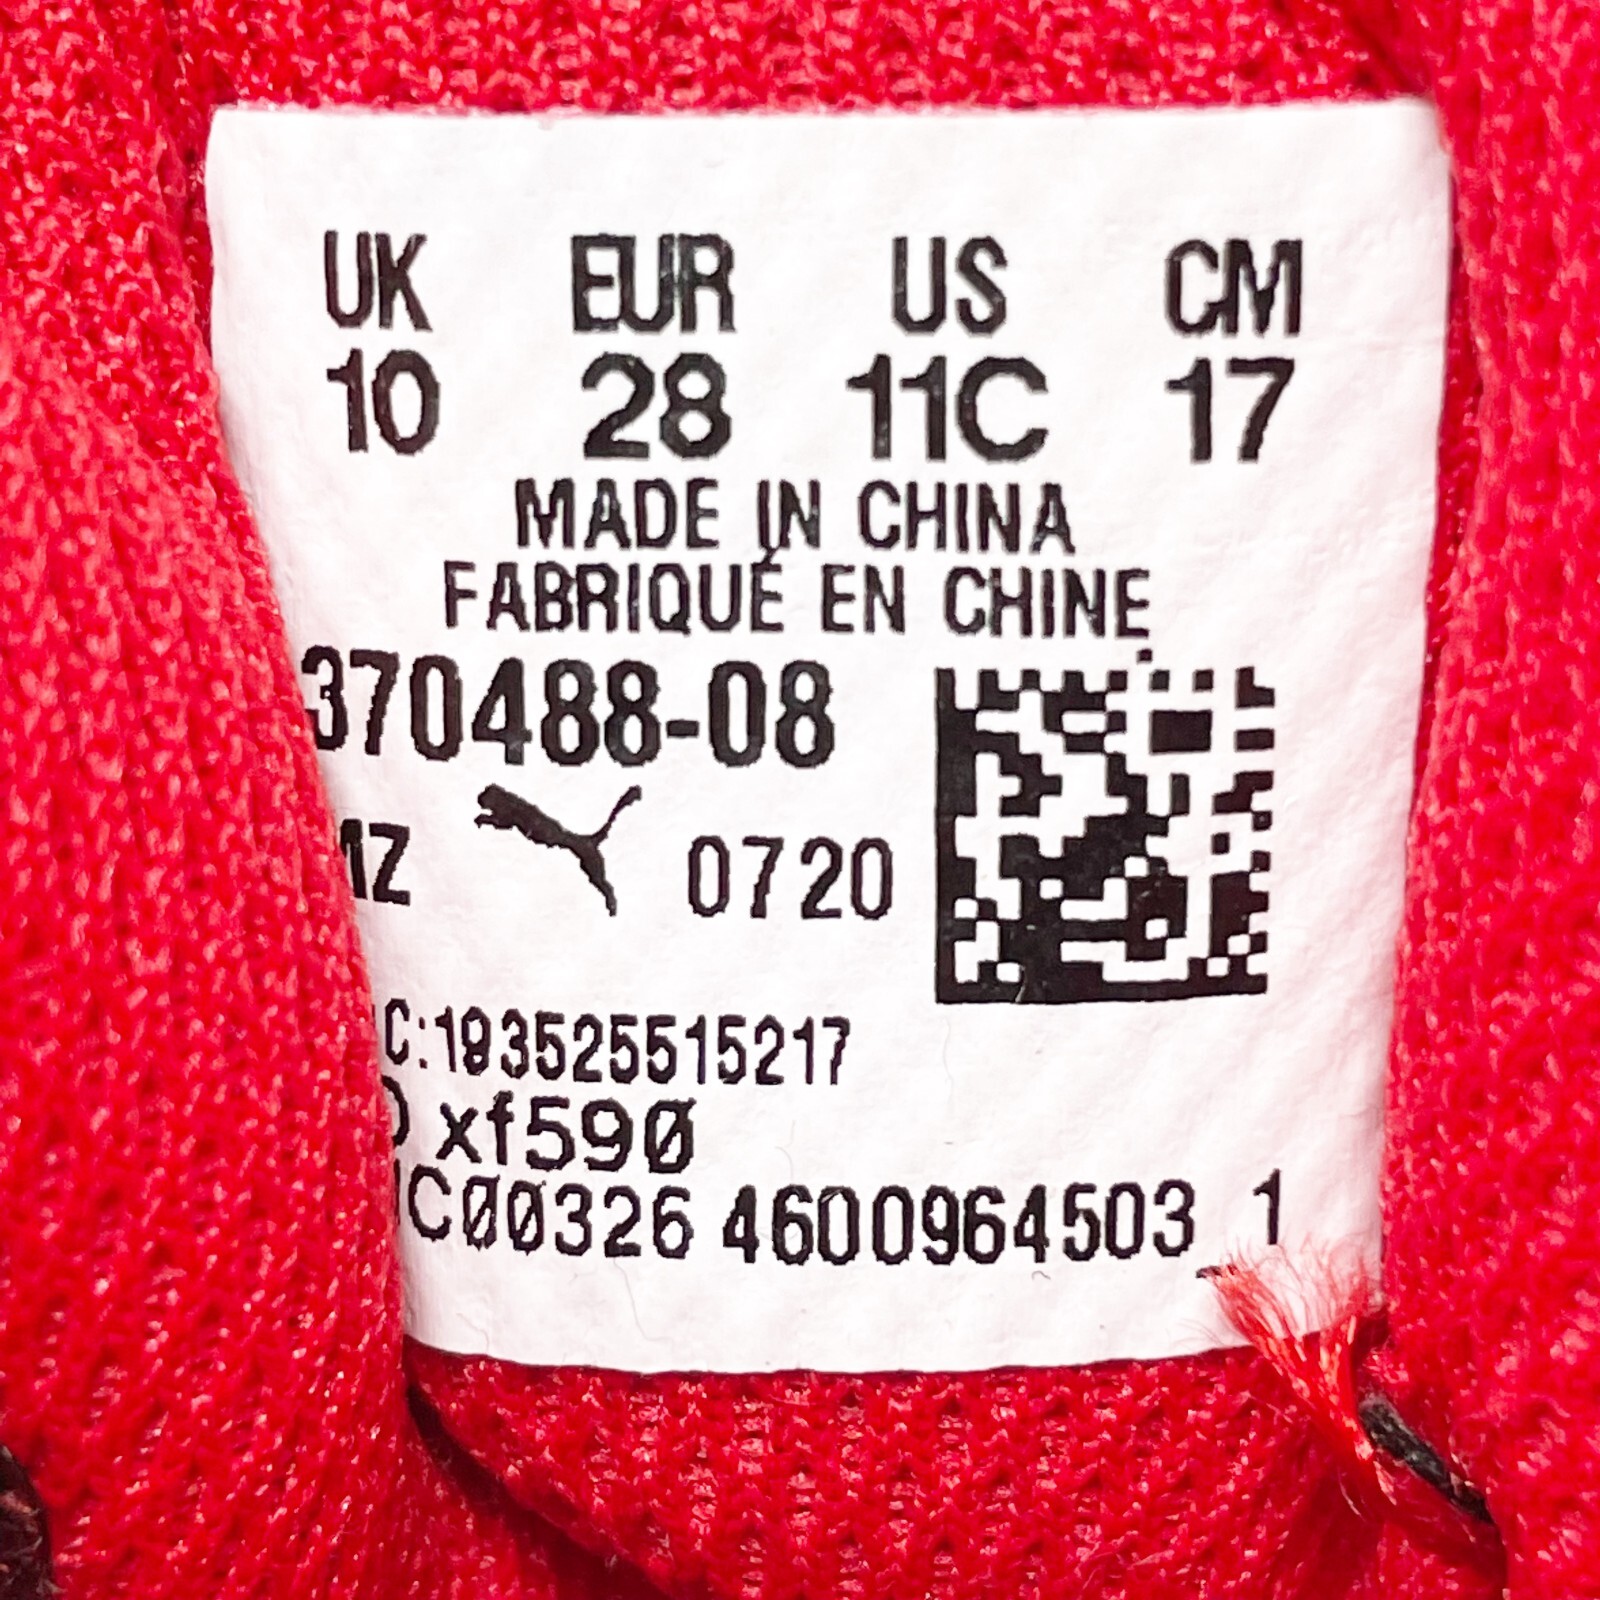 UK EUR US CM
10 28 11C 17
MADE IN CHINA
FABRIQUÉ EN CHINE
370488-08
MZ 0720
C:193525515217
xf590
C00326 4600964503 1